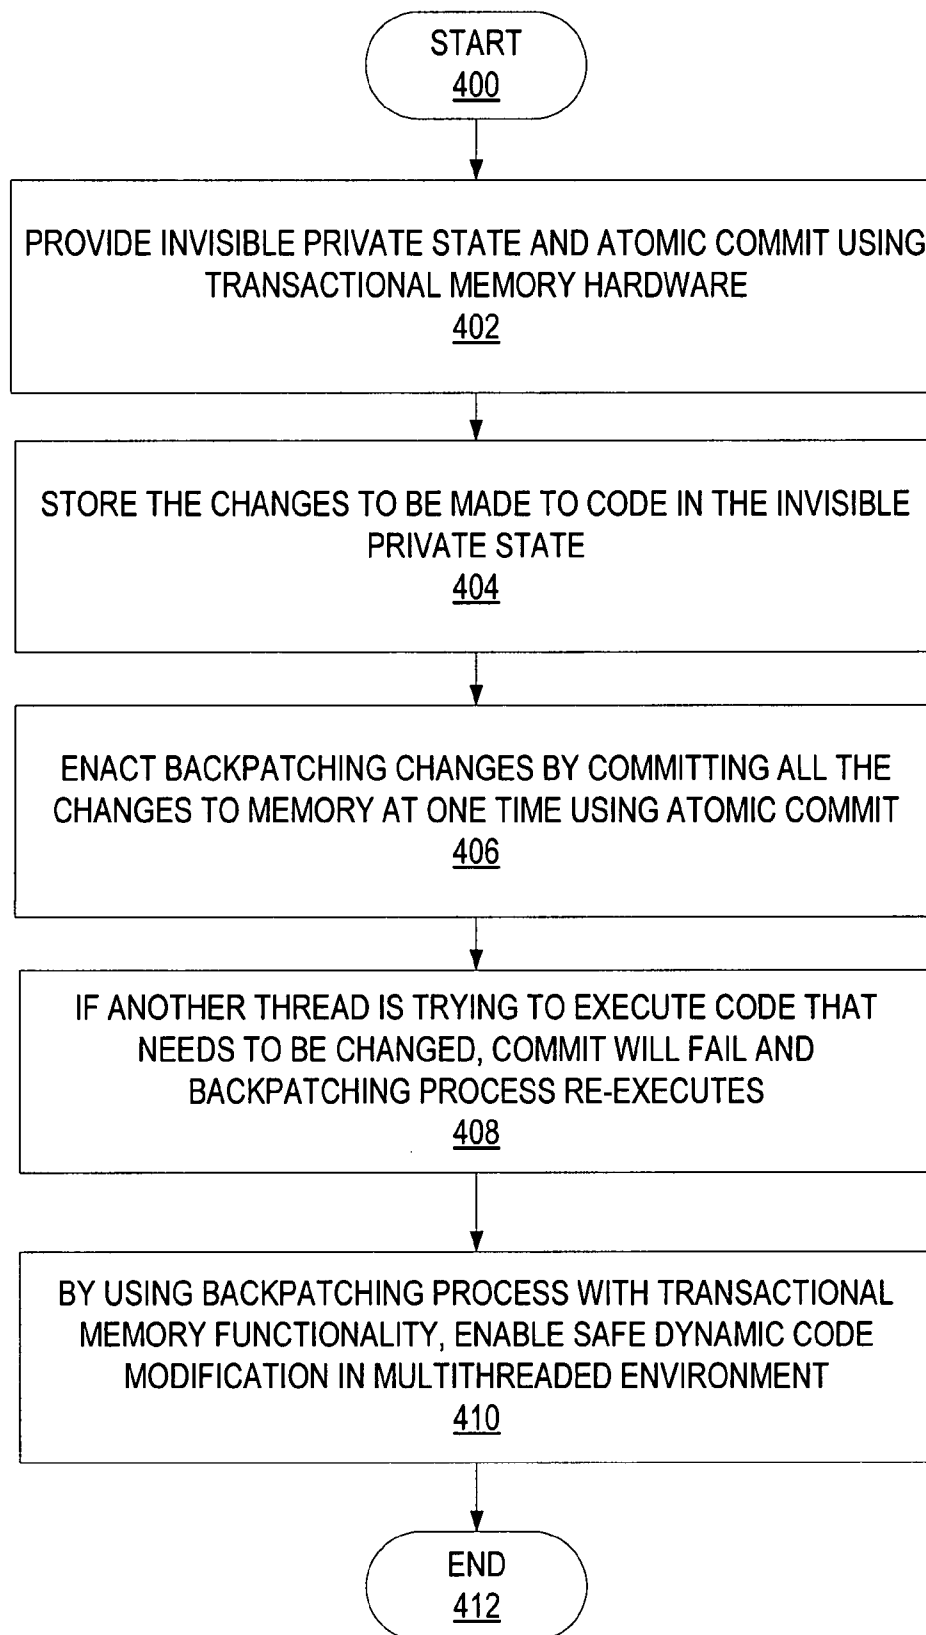 START
400
PROVIDE INVISIBLE PRIVATE STATE AND ATOMIC COMMIT USING
TRANSACTIONAL MEMORY HARDWARE
402
STORE THE CHANGES TO BE MADE TO CODE IN THE INVISIBLE
PRIVATE STATE
404
ENACT BACKPATCHING CHANGES BY COMMITTING ALL THE
CHANGES TO MEMORY AT ONE TIME USING ATOMIC COMMIT
406
IF ANOTHER THREAD IS TRYING TO EXECUTE CODE THAT
NEEDS TO BE CHANGED, COMMIT WILL FAIL AND
BACKPATCHING PROCESS RE-EXECUTES
408
BY USING BACKPATCHING PROCESS WITH TRANSACTIONAL
MEMORY FUNCTIONALITY, ENABLE SAFE DYNAMIC CODE
MODIFICATION IN MULTITHREADED ENVIRONMENT
410
END
412